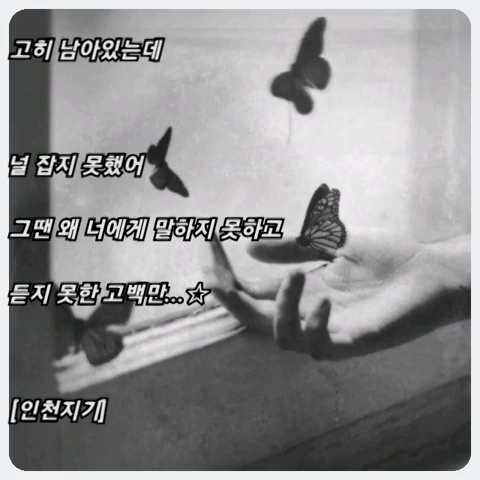 고히 남아있는데
널 잡지 못했어
그땐 왜 너에게 말하지 못하고
듣지 못한 고백만...☆
[인천지기]